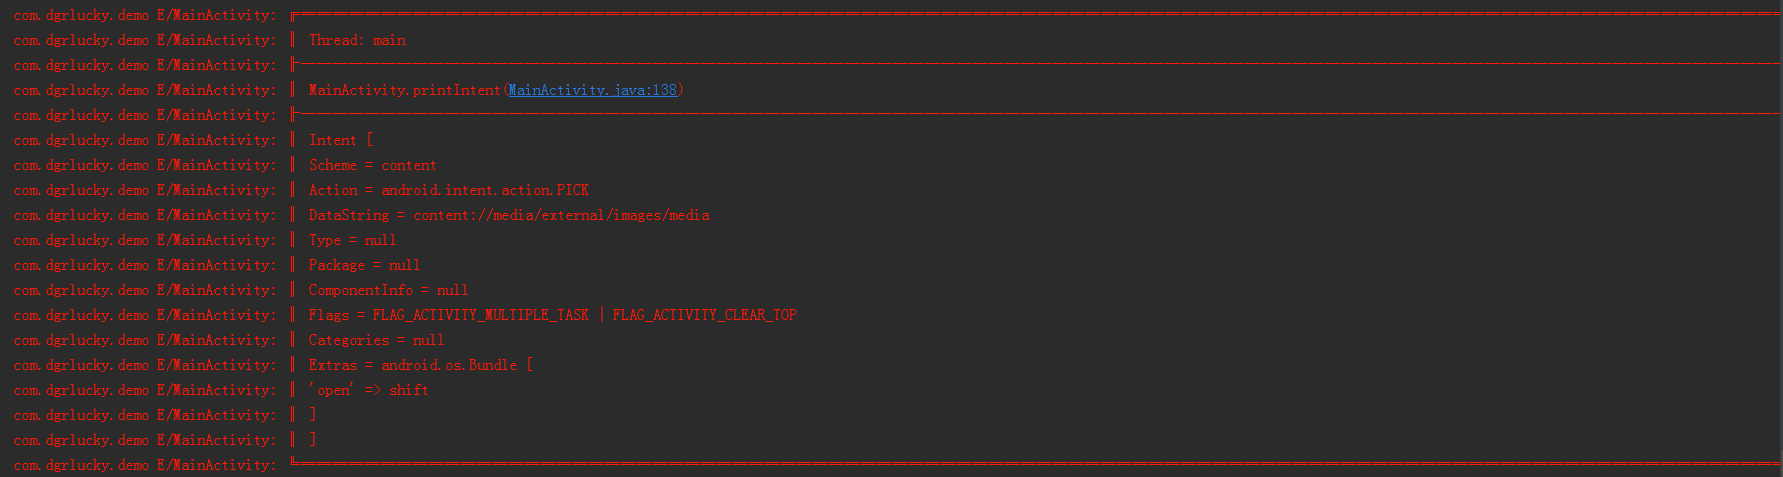 com.dgrlucky.demo E/MainActivity: ╔════════════════════════════════════════════════════════════
com.dgrlucky.demo E/MainActivity: ║ Thread: main
com.dgrlucky.demo E/MainActivity: ╟────────────────────────────────────────────────────────────
com.dgrlucky.demo E/MainActivity: ║ MainActivity.printIntent(MainActivity.java:138)
com.dgrlucky.demo E/MainActivity: ╟────────────────────────────────────────────────────────────
com.dgrlucky.demo E/MainActivity: ║ Intent [
com.dgrlucky.demo E/MainActivity: ║ Scheme = content
com.dgrlucky.demo E/MainActivity: ║ Action = android.intent.action.PICK
com.dgrlucky.demo E/MainActivity: ║ DataString = content://media/external/images/media
com.dgrlucky.demo E/MainActivity: ║ Type = null
com.dgrlucky.demo E/MainActivity: ║ Package = null
com.dgrlucky.demo E/MainActivity: ║ ComponentInfo = null
com.dgrlucky.demo E/MainActivity: ║ Flags = FLAG_ACTIVITY_MULTIPLE_TASK | FLAG_ACTIVITY_CLEAR_TOP
com.dgrlucky.demo E/MainActivity: ║ Categories = null
com.dgrlucky.demo E/MainActivity: ║ Extras = android.os.Bundle [
com.dgrlucky.demo E/MainActivity: ║ 'open' => shift
com.dgrlucky.demo E/MainActivity: ║ ]
com.dgrlucky.demo E/MainActivity: ║ ]
com.dgrlucky.demo E/MainActivity: ╚════════════════════════════════════════════════════════════